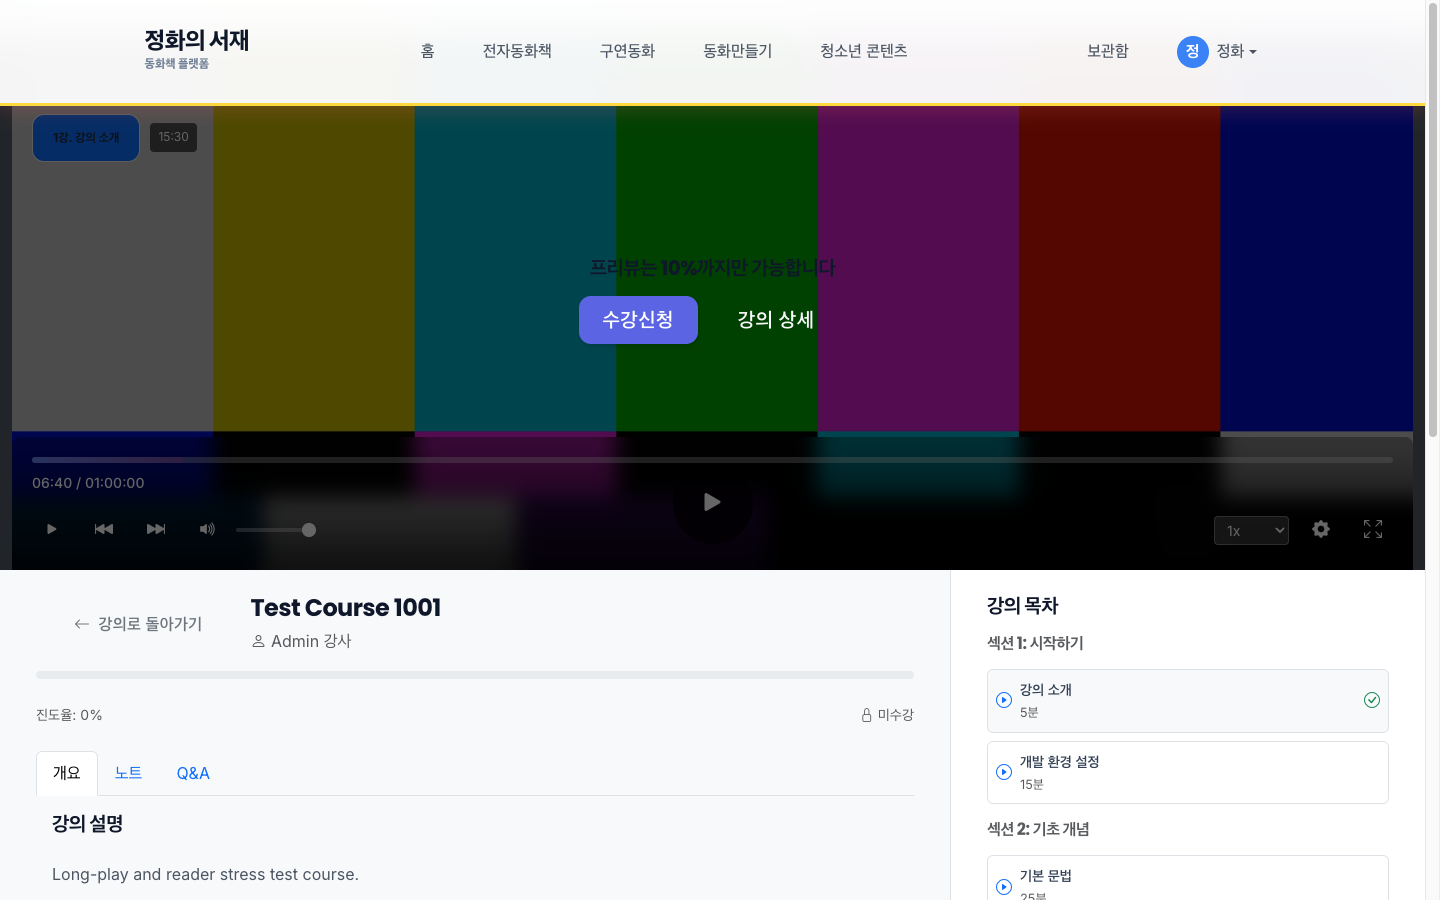 정화의 서재
동화책 플랫폼
홈
전자동화책
구연동화
동화만들기
청소년 콘텐츠
보관함
정
정화
1강. 강의 소개
15:30
프리뷰는 10%까지만 가능합니다
수강신청
강의 상세
06:40 / 01:00:00
1x
강의로 돌아가기
Test Course 1001
Admin 강사
진도율: 0%
미수강
개요
노트
Q&A
강의 설명
Long-play and reader stress test course.
강의 목차
섹션 1: 시작하기
강의 소개
5분
개발 환경 설정
15분
섹션 2: 기초 개념
기본 문법
25분